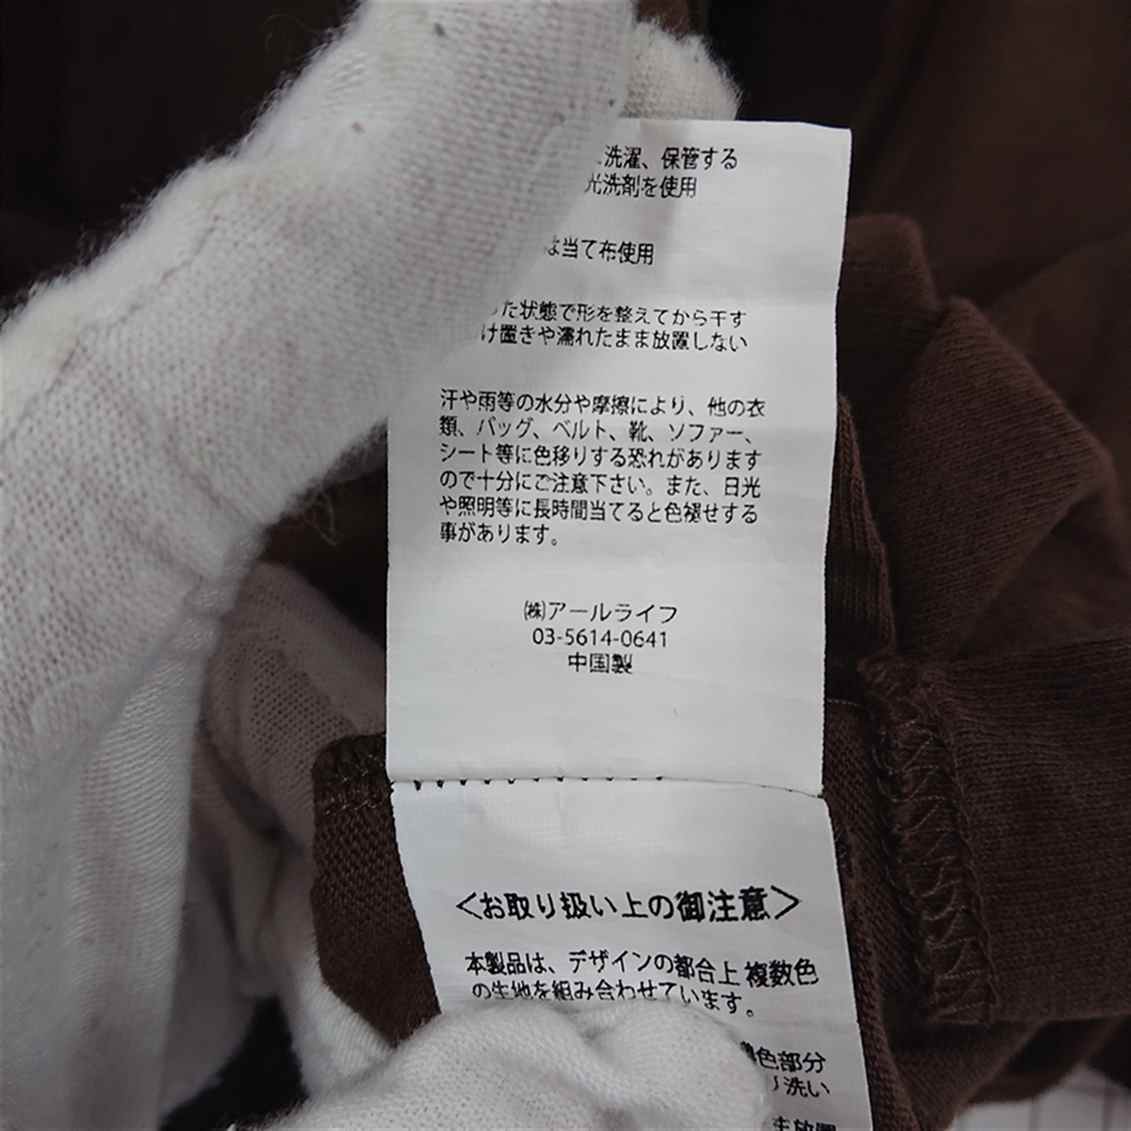 洗濯、保管する
光洗剤を使用
は当て布使用
った状態で形を整えてから干す
け置きや濡れたまま放置しない
汗や雨等の水分や摩擦により、他の衣
類、バッグ、ベルト、靴、ソファー、
シート等に色移りする恐れがあります
ので十分にご注意下さい。また、日光
や照明等に長時間当てると色褪せする
事があります。
㈱アールライフ
03-5614-0641
中国製
<お取り扱い上の御注意>
本製品は、デザインの都合上 複数色
の生地を組み合わせています。
色部分
洗い
ま放置